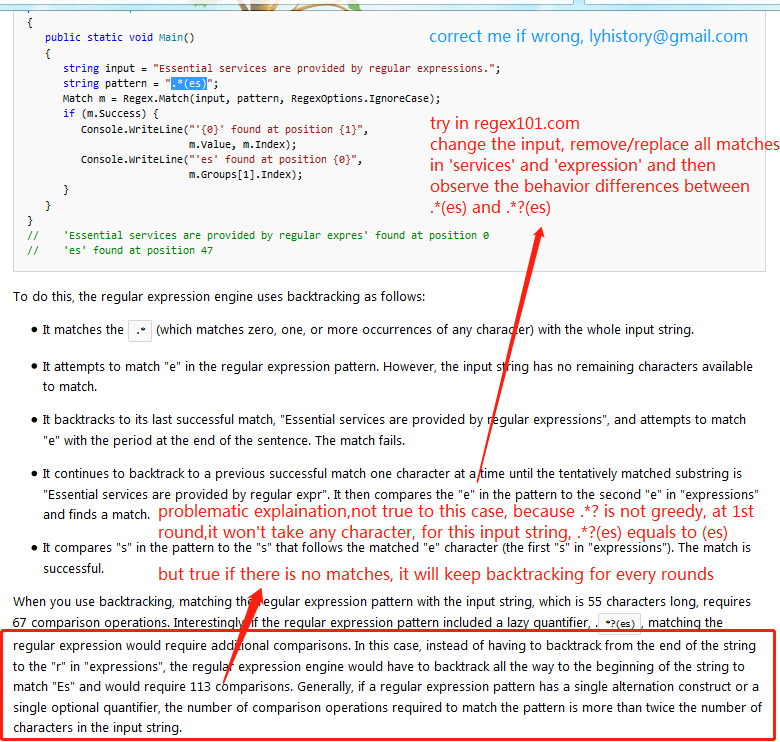 {
public static void Main()
correct me if wrong, lyhistory@gmail.com
{
string input = "Essential services are provided by regular expressions.";
string pattern = ".*(es)";
Match m = Regex.Match(input, pattern, RegexOptions.IgnoreCase);
if (m.Success) {
Console.WriteLine("'{0}' found at position {1}",
m.Value, m.Index);
Console.WriteLine("'es' found at position {0}",
m.Groups[1].Index);
}
}
}
// 'Essential services are provided by regular expres' found at position 0
// 'es' found at position 47
try in regex101.com
change the input, remove/replace all matches
in 'services' and 'expression' and then
observe the behavior differences between
.*(es) and .*?(es)
To do this, the regular expression engine uses backtracking as follows:
● It matches the .* (which matches zero, one, or more occurrences of any character) with the whole input string.
● It attempts to match "e" in the regular expression pattern. However, the input string has no remaining characters available
to match.
● It backtracks to its last successful match, "Essential services are provided by regular expressions", and attempts to match
"e" with the period at the end of the sentence. The match fails.
● It continues to backtrack to a previous successful match one character at a time until the tentatively matched substring is
"Essential services are provided by regular expr". It then compares the "e" in the pattern to the second "e" in "expressions"
and finds a match.
problematic explaination,not true to this case, because .*? is not greedy, at 1st
round,it won't take any character, for this input string, .*?(es) equals to (es)
● It compares "s" in the pattern to the "s" that follows the matched "e" character (the first "s" in "expressions"). The match is
successful.
but true if there is no matches, it will keep backtracking for every rounds
When you use backtracking, matching the regular expression pattern with the input string, which is 55 characters long, requires
67 comparison operations. Interestingly, if the regular expression pattern included a lazy quantifier, .*?(es), matching the
regular expression would require additional comparisons. In this case, instead of having to backtrack from the end of the string
to the "r" in "expressions", the regular expression engine would have to backtrack all the way to the beginning of the string to
match "Es" and would require 113 comparisons. Generally, if a regular expression pattern has a single alternation construct or a
single optional quantifier, the number of comparison operations required to match the pattern is more than twice the number of
characters in the input string.